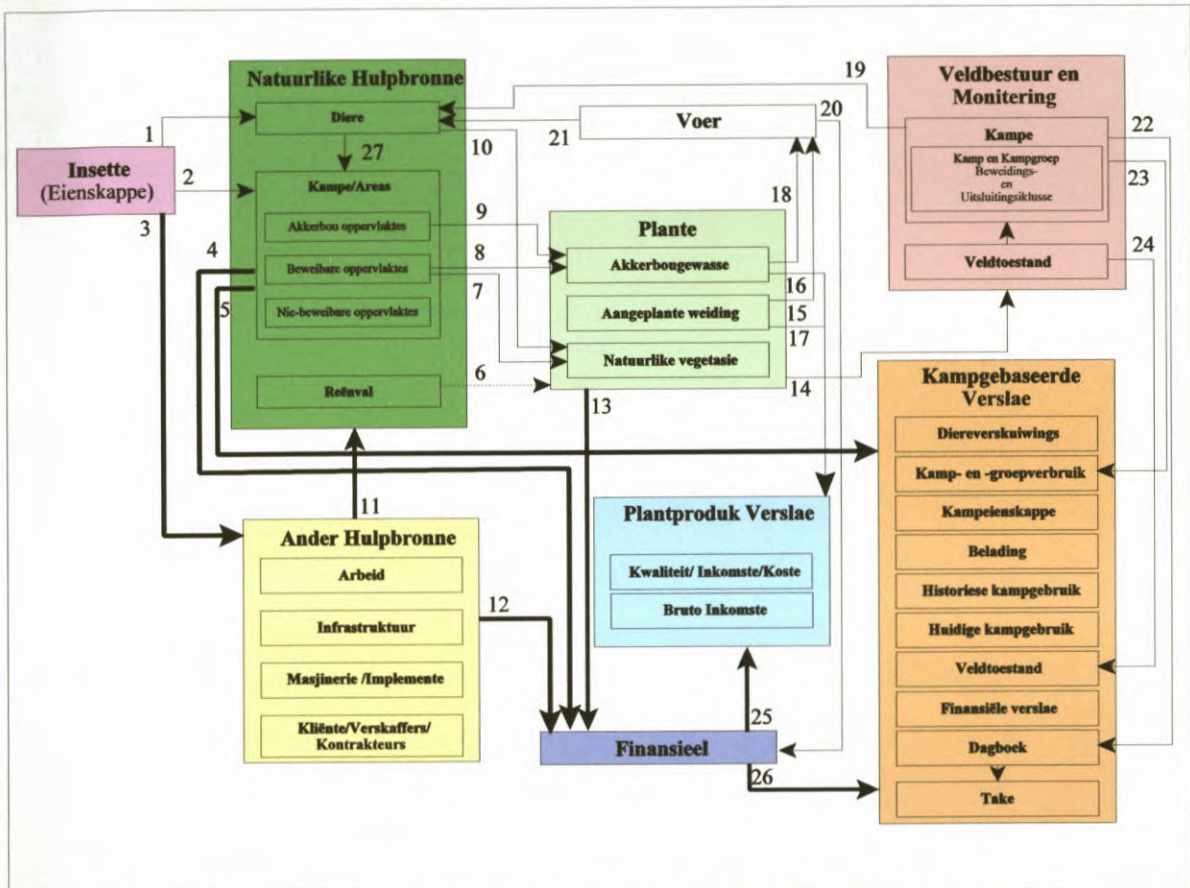 Natuurlike Hulpbronne
Diere
27
Kampe/Areas
Akkerbou oppervlaktes
Beweibare oppervlaktes
Nie-beweibare oppervlaktes
Reënval
1
Insette
(Eienskappe)
2
3
4
5
19
20
Voer
21
10
9
8
7
6
18
Plante
Akkerbougewasse
16
Aangeplante weiding
15
17
Natuurlike vegetasie
14
13
Veldbestuur en
Monitering
Kampe
22
Kamp en Kampgroep
Beweidings-
en
Uitsluitingsiklusse
23
24
Veldtoestand
Kampgebaseerde
Verslae
Diereverskuiwings
Kamp- en -groepverbruik
Kampeienskappe
Belading
Historiese kampgebruik
Huidige kampgebruik
Veldtoestand
Finansiële verslae
Dagboek
Take
11
Ander Hulpbronne
Arbeid
12
Infrastruktuur
Masjinerie /Implemente
Kliënte/Verskaffers/
Kontrakteurs
Plantproduk Verslae
Kwaliteit/ Inkomste/Koste
Bruto Inkomste
25
Finansieel
26